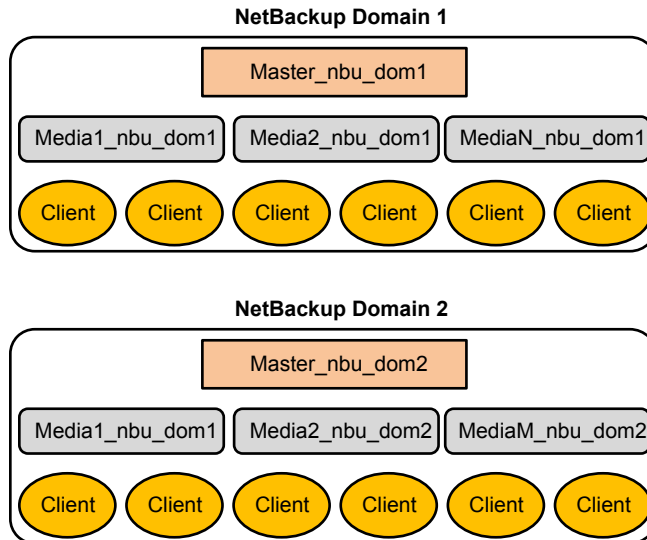 NetBackup Domain 1
Master_nbu_dom1
Media1_nbu_dom1 Media2_nbu_dom1 MediaN_nbu_dom1
Client Client Client Client Client Client
NetBackup Domain 2
Master_nbu_dom2
Media1_nbu_dom1 Media2_nbu_dom2 MediaM_nbu_dom2
Client Client Client Client Client Client